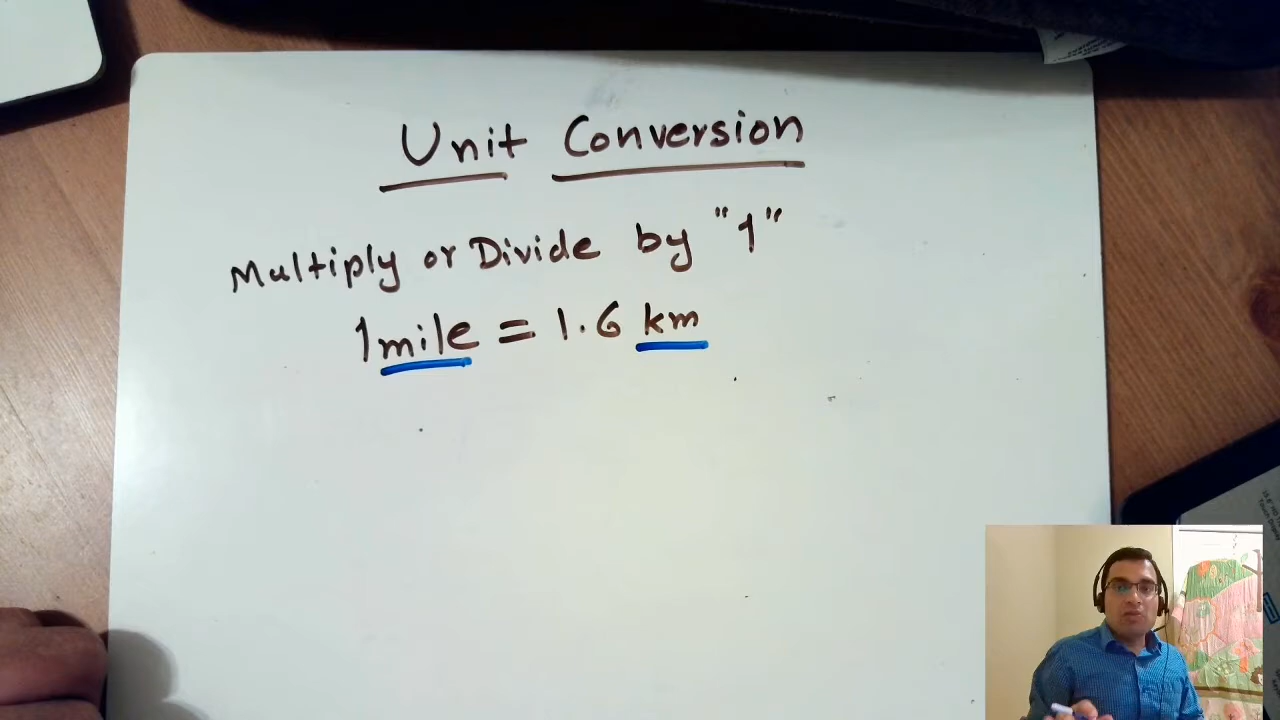 Unit Conversion
Multiply or Divide by "1"
1 mile = 1.6 km